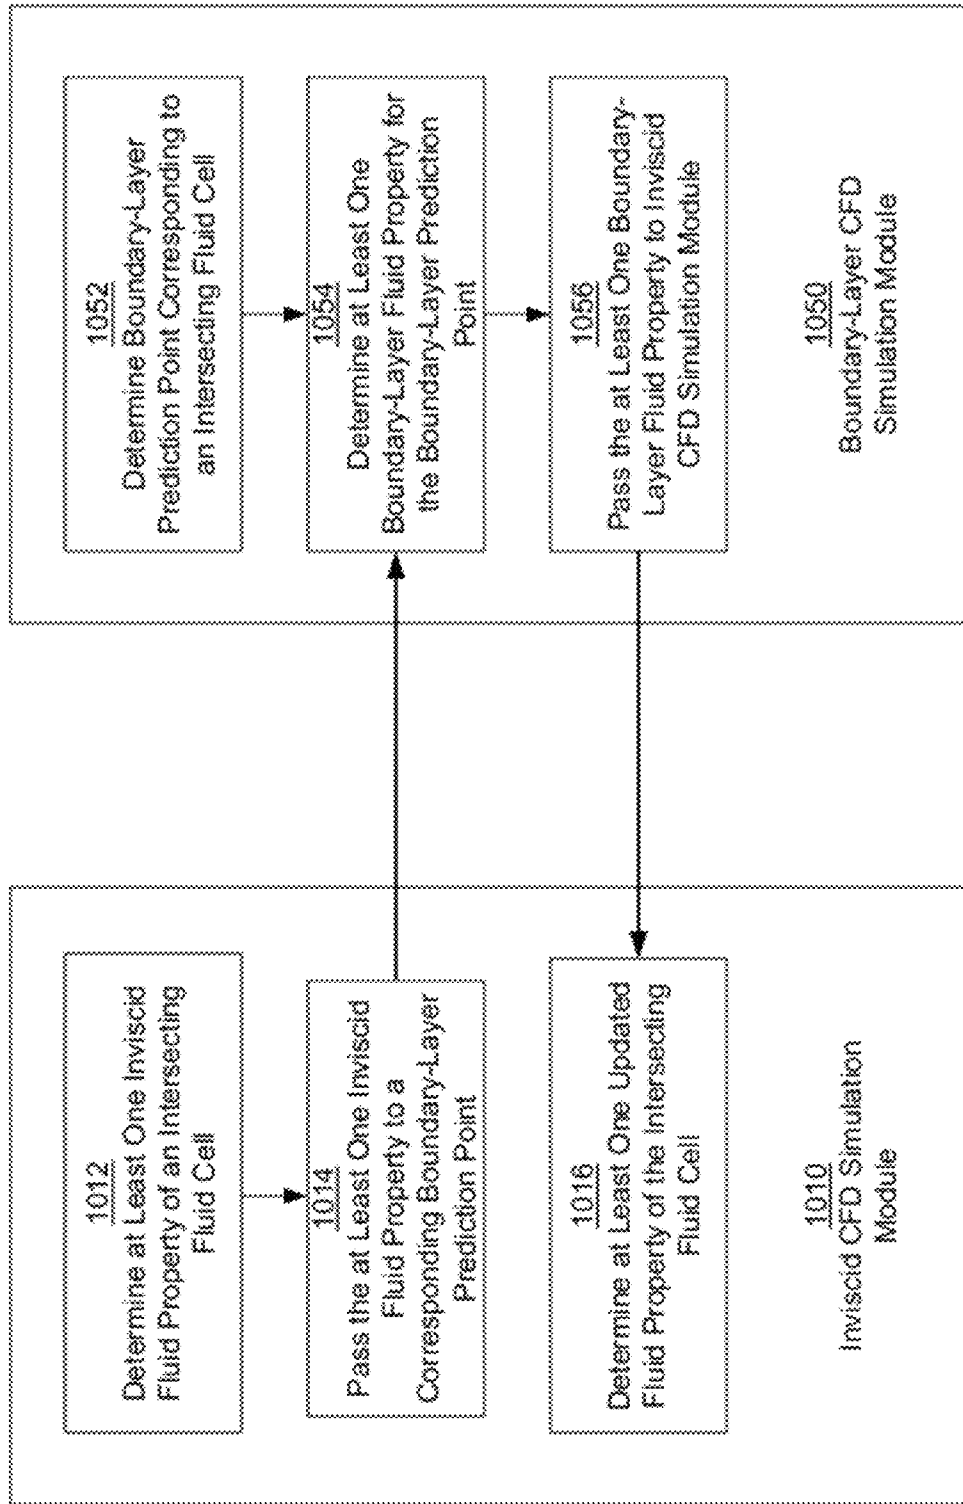 1012
Determine at Least One Inviscid
Fluid Property of an Intersecting
Fluid Cell
1014
Pass the at Least One Inviscid
Fluid Property to a
Corresponding Boundary-Layer
Prediction Point
1016
Determine at Least One Updated
Fluid Property of the Intersecting
Fluid Cell
1010
Inviscid CFD Simulation
Module
1052
Determine Boundary-Layer
Prediction Point Corresponding to
an Intersecting Fluid Cell
1054
Determine at Least One
Boundary-Layer Fluid Property for
the Boundary-Layer Prediction
Point
1056
Pass the at Least One Boundary-
Layer Fluid Property to Inviscid
CFD Simulation Module
1050
Boundary-Layer CFD
Simulation Module